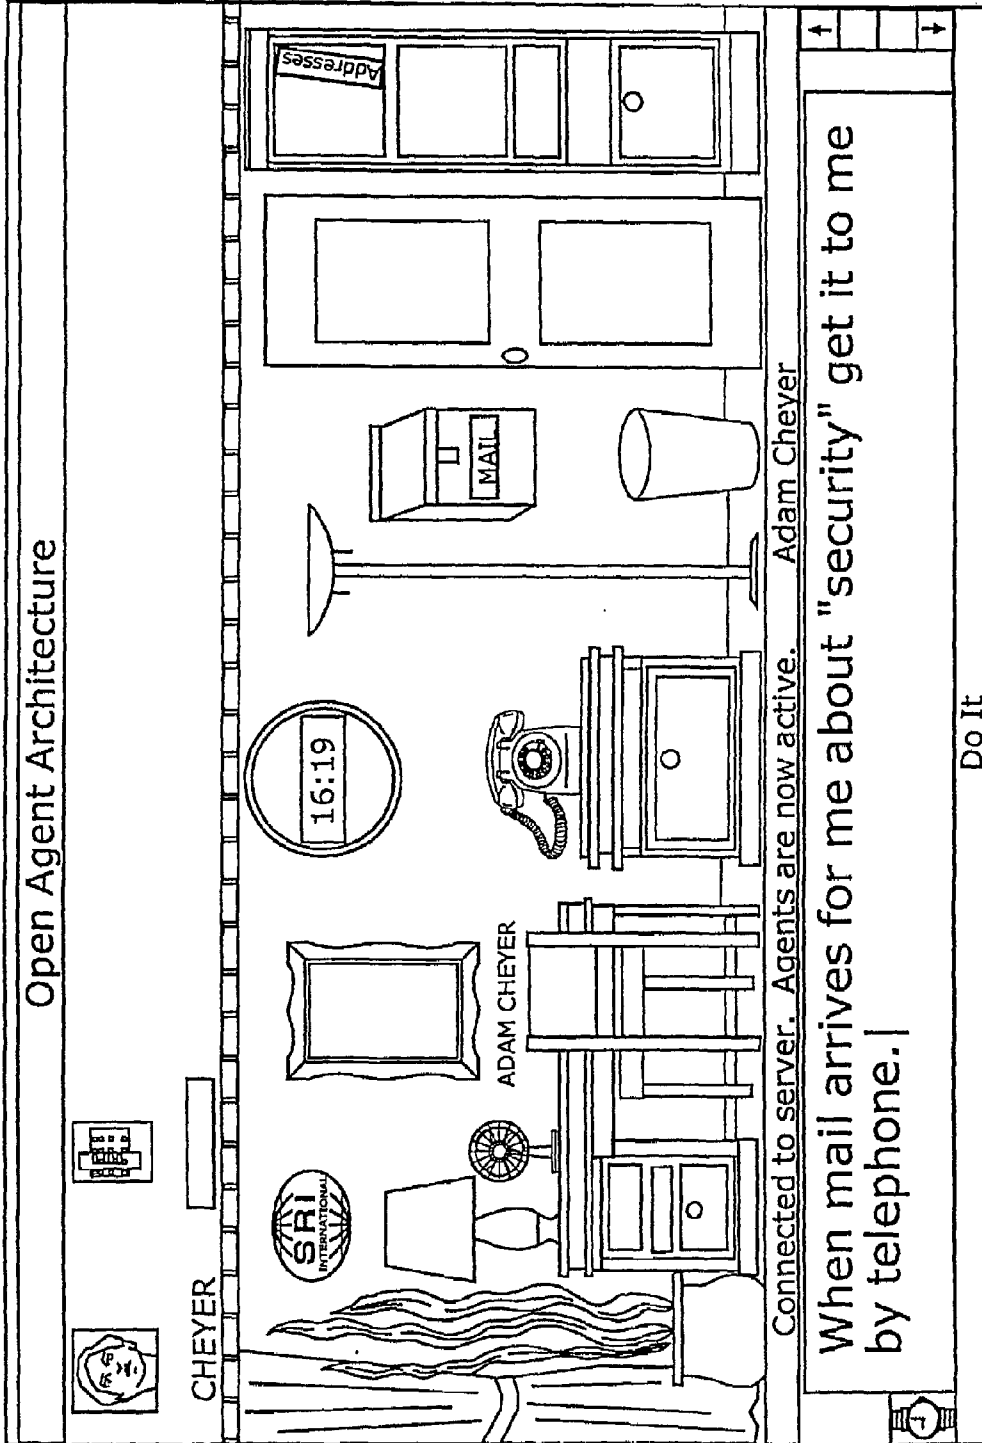 Open Agent Architecture
CHEYER
SRI
INTERNATIONAL
ADAM CHEYER
16:19
MAIL
Addresses
Connected to server. Agents are now active. Adam Cheyer
When mail arrives for me about "security" get it to me
by telephone.
Do It